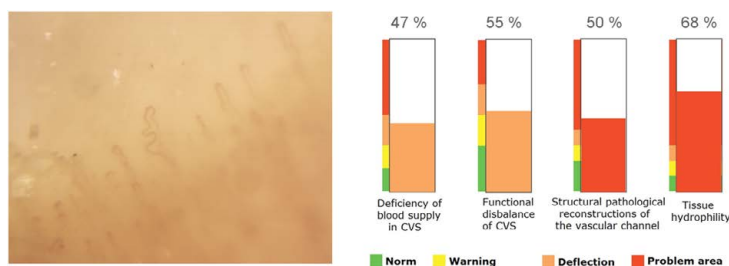 47 %
55 %
50 %
68 %
Deficiency of
blood supply
in CVS
Functional
disbalance
of CVS
Structural pathological
reconstructions of
the vascular channel
Tissue
hydrophility
Norm
Warning
Deflection
Problem area